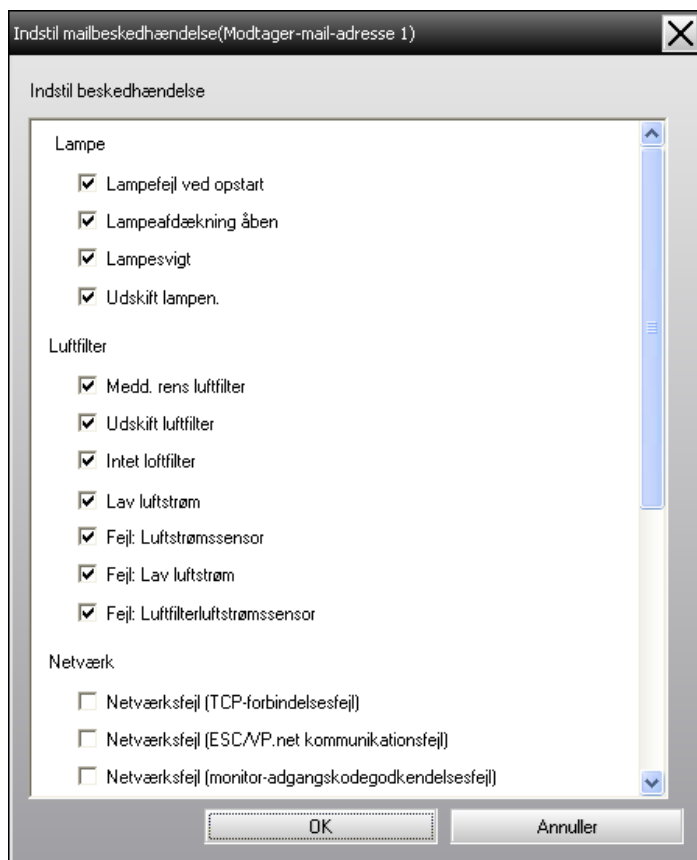 Indstil mailbeskedhændelse(Modtager-mail-adresse 1)
Indstil beskedhændelse
Lampe
Lampefejl ved opstart
Lampeafdækning åben
Lampesvigt
Udskift lampen.
Luftfilter
Medd. rens luftfilter
Udskift luftfilter
Intet loftfilter
Lav luftstrøm
Fejl: Luftstrømssensor
Fejl: Lav luftstrøm
Fejl: Luftfilterluftstrømssensor
Netværk
Netværksfejl (TCP-forbindelsesfejl)
Netværksfejl (ESC/VP.net kommunikationsfejl)
Netværksfejl (monitor-adgangskodegodkendelsesfejl)
OK Annuller